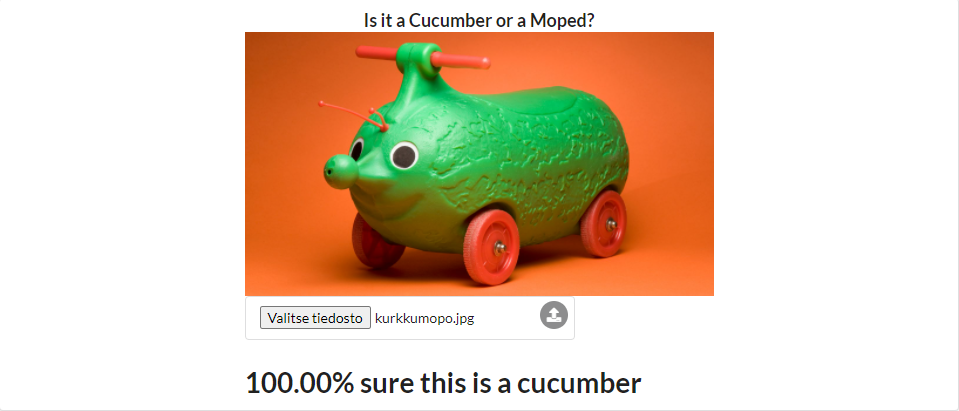 Is it a Cucumber or a Moped?
Valitse tiedosto kurkkumopo.jpg
100.00% sure this is a cucumber